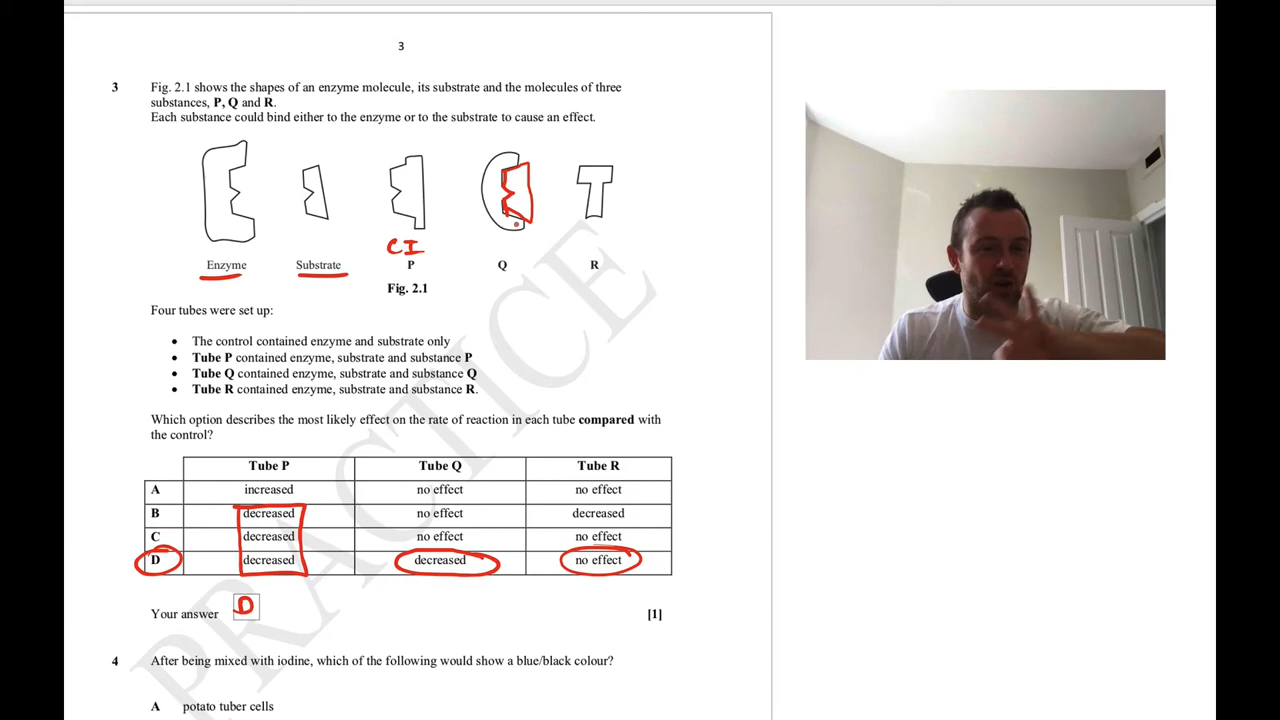 3
3 Fig. 2.1 shows the shapes of an enzyme molecule, its substrate and the molecules of three
substances, P, Q and R.
Each substance could bind either to the enzyme or to the substrate to cause an effect.
CI
Enzyme Substrate P Q R
Fig. 2.1
Four tubes were set up:
• The control contained enzyme and substrate only
• Tube P contained enzyme, substrate and substance P
• Tube Q contained enzyme, substrate and substance Q
• Tube R contained enzyme, substrate and substance R.
Which option describes the most likely effect on the rate of reaction in each tube compared with
the control?
Tube P Tube Q Tube R
A increased no effect no effect
B decreased no effect decreased
C decreased no effect no effect
D decreased decreased no effect
Your answer D [1]
4 After being mixed with iodine, which of the following would show a blue/black colour?
A potato tuber cells
PRACTICE